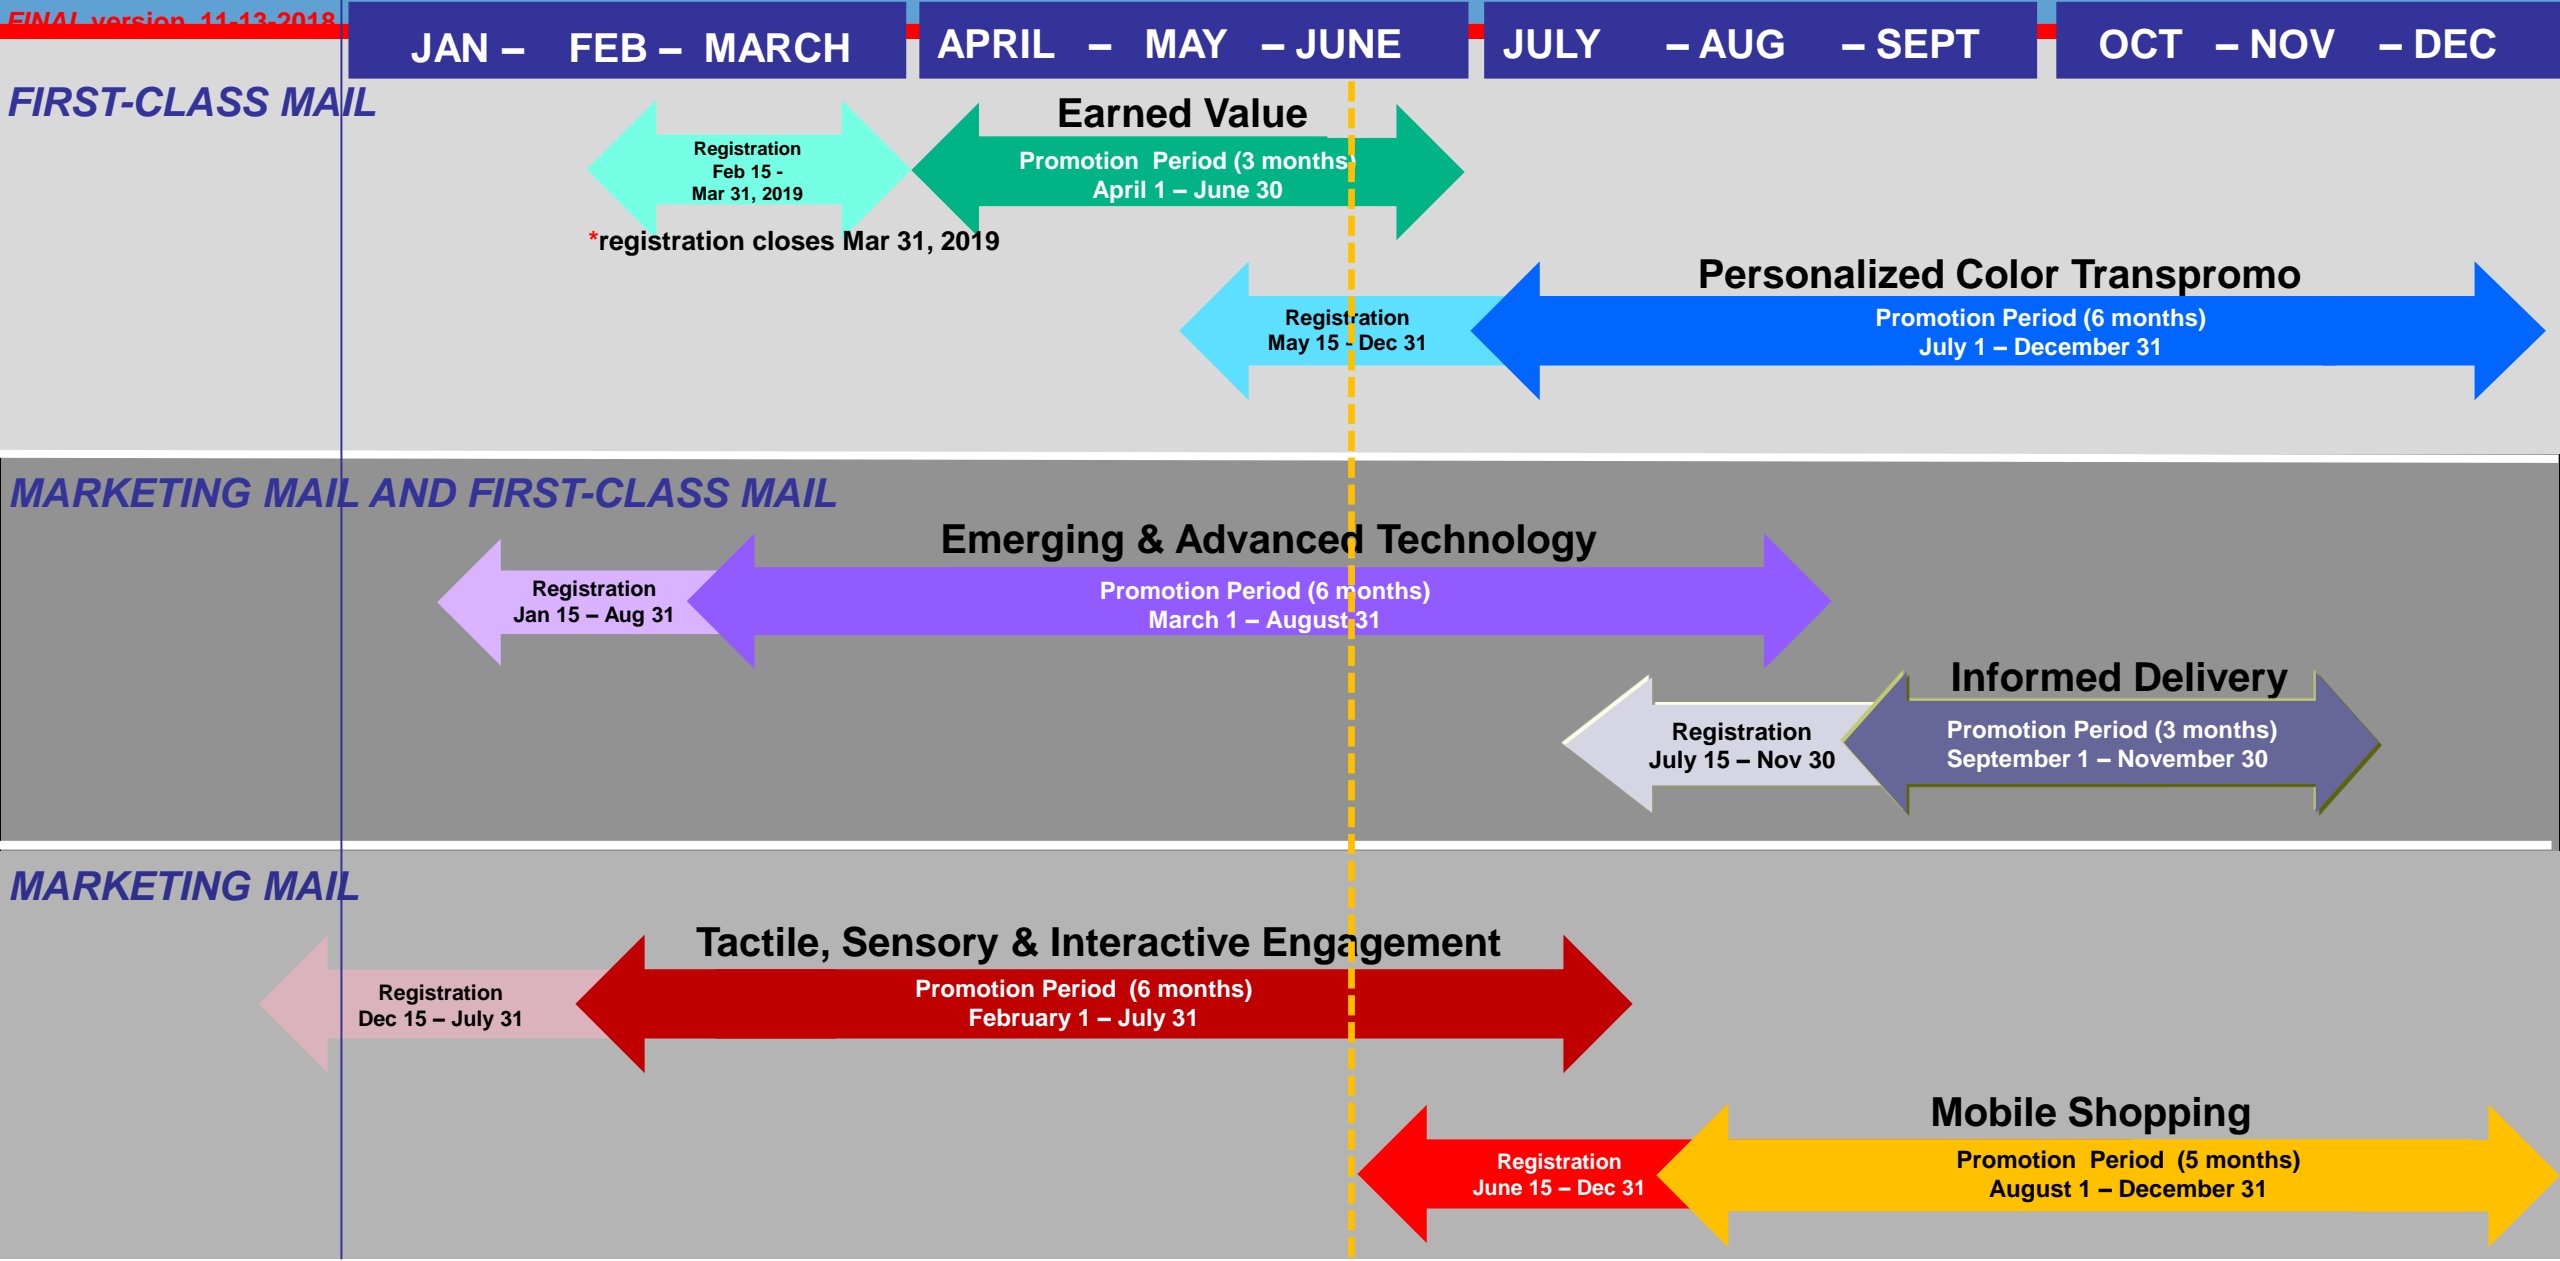 FINAL version 11-13-2018
JAN – FEB – MARCH
APRIL – MAY – JUNE
JULY – AUG – SEPT
OCT – NOV – DEC
FIRST-CLASS MAIL
Earned Value
Registration
Feb 15 -
Mar 31, 2019
Promotion Period (3 months)
April 1 – June 30
*registration closes Mar 31, 2019
Personalized Color Transpromo
Registration
May 15 - Dec 31
Promotion Period (6 months)
July 1 – December 31
MARKETING MAIL AND FIRST-CLASS MAIL
Emerging & Advanced Technology
Registration
Jan 15 – Aug 31
Promotion Period (6 months)
March 1 – August 31
Informed Delivery
Registration
July 15 – Nov 30
Promotion Period (3 months)
September 1 – November 30
MARKETING MAIL
Tactile, Sensory & Interactive Engagement
Registration
Dec 15 – July 31
Promotion Period (6 months)
February 1 – July 31
Mobile Shopping
Registration
June 15 – Dec 31
Promotion Period (5 months)
August 1 – December 31